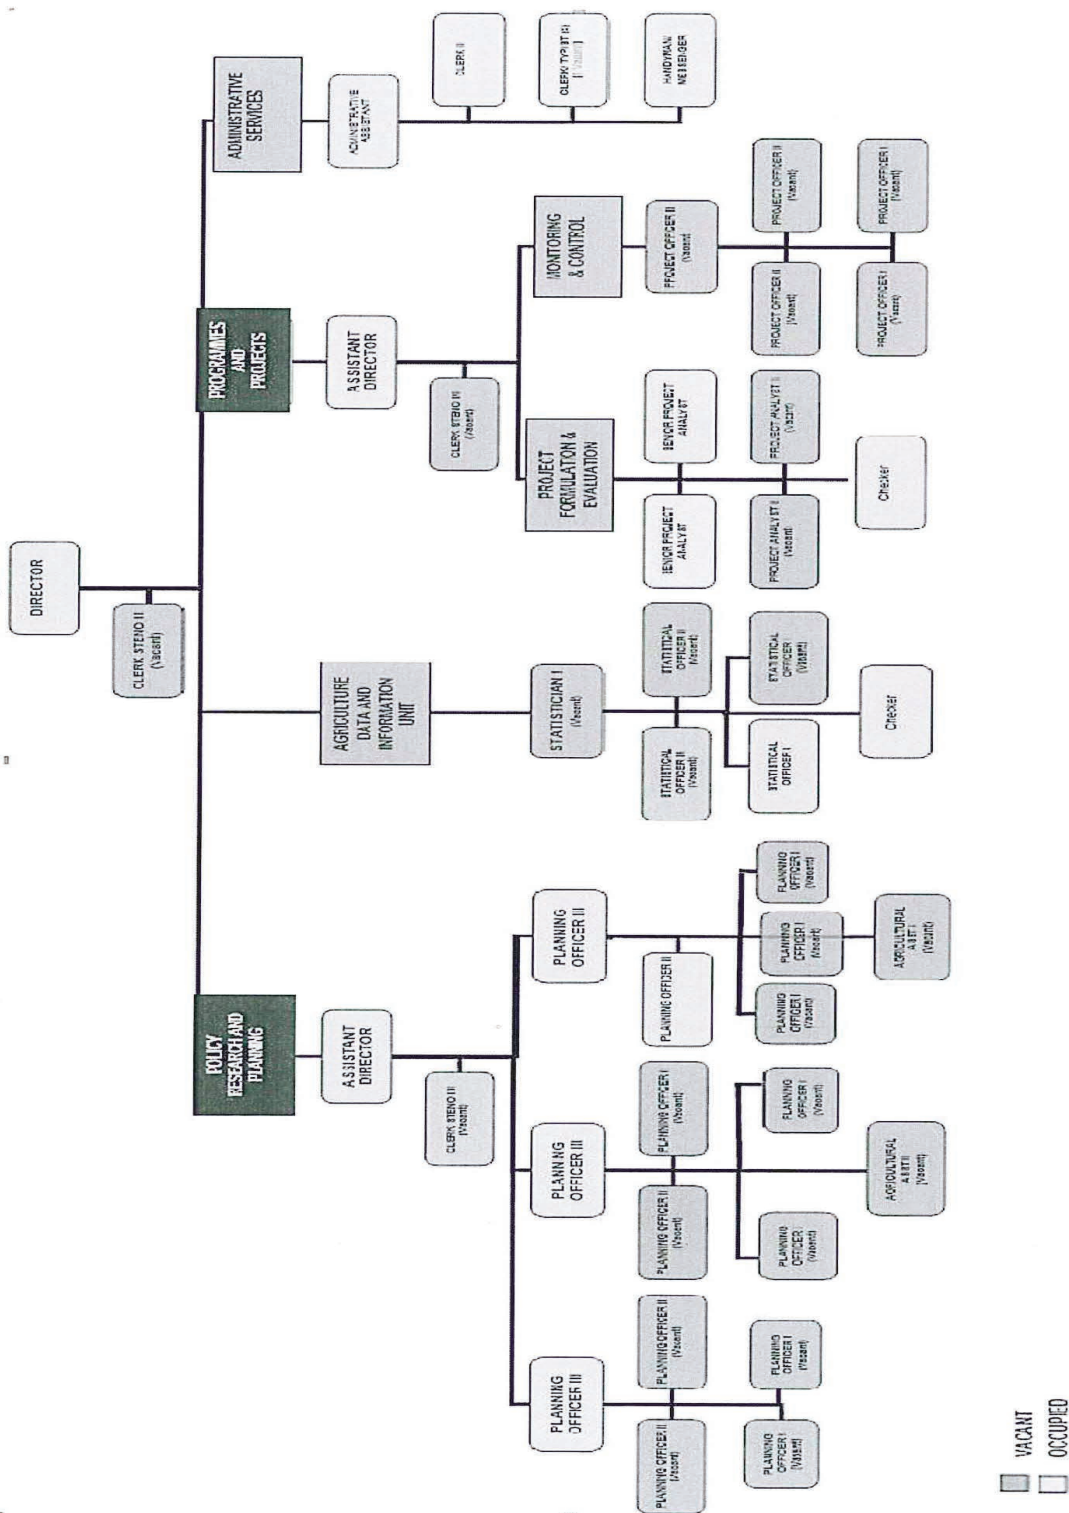 DIRECTOR
CLERK STENO III
(Vacant)
POLICY
RESEARCH AND
PLANNING
ASSISTANT
DIRECTOR
CLERK STENO III
(Vacant)
PLANNING
OFFICER III
PLANNING OFFICER II
(Vacant)
PLANNING OFFICER II
(Vacant)
PLANNING
OFFICER I
(Vacant)
PLANNING
OFFICER I
(Vacant)
PLANNING
OFFICER III
PLANNING OFFICER II
(Vacant)
PLANNING OFFICER I
(Vacant)
PLANNING
OFFICER I
(Vacant)
PLANNING
OFFICER I
(Vacant)
AGRICULTURAL
ASST II
(Vacant)
PLANNING
OFFICER III
PLANNING OFFICER II
PLANNING
OFFICER I
(Vacant)
PLANNING
OFFICER I
(Vacant)
PLANNING
OFFICER I
(Vacant)
AGRICULTURAL
ASST I
(Vacant)
AGRICULTURE
DATA AND
INFORMATION
UNIT
STATISTICIAN I
(Vacant)
STATISTICAL
OFFICER II
(Vacant)
STATISTICAL
OFFICER II
(Vacant)
STATISTICAL
OFFICER I
STATISTICAL
OFFICER I
(Vacant)
Checker
PROGRAMMES
AND
PROJECTS
ASSISTANT
DIRECTOR
CLERK STENO III
(Vacant)
PROJECT
FORMULATION &
EVALUATION
SENIOR PROJECT
ANALYST
SENIOR PROJECT
ANALYST
PROJECT ANALYST II
(Vacant)
PROJECT ANALYST II
(Vacant)
Checker
MONITORING
& CONTROL
PROJECT OFFICER III
(Vacant)
PROJECT OFFICER II
(Vacant)
PROJECT OFFICER II
(Vacant)
PROJECT OFFICER I
(Vacant)
PROJECT OFFICER I
(Vacant)
ADMINISTRATIVE
SERVICES
ADMINISTRATIVE
ASSISTANT
CLERK II
CLERK/ TYPIST
HANDYMAN/
MESSENGER
VACANT
OCCUPIED